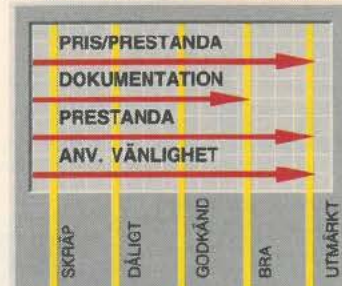 PRIS/PRESTANDA
DOKUMENTATION
PRESTANDA
ANV. VÄNLIGHET
SKRÄP
DÅLIGT
GODKÄND
BRA
UTMÄRKT